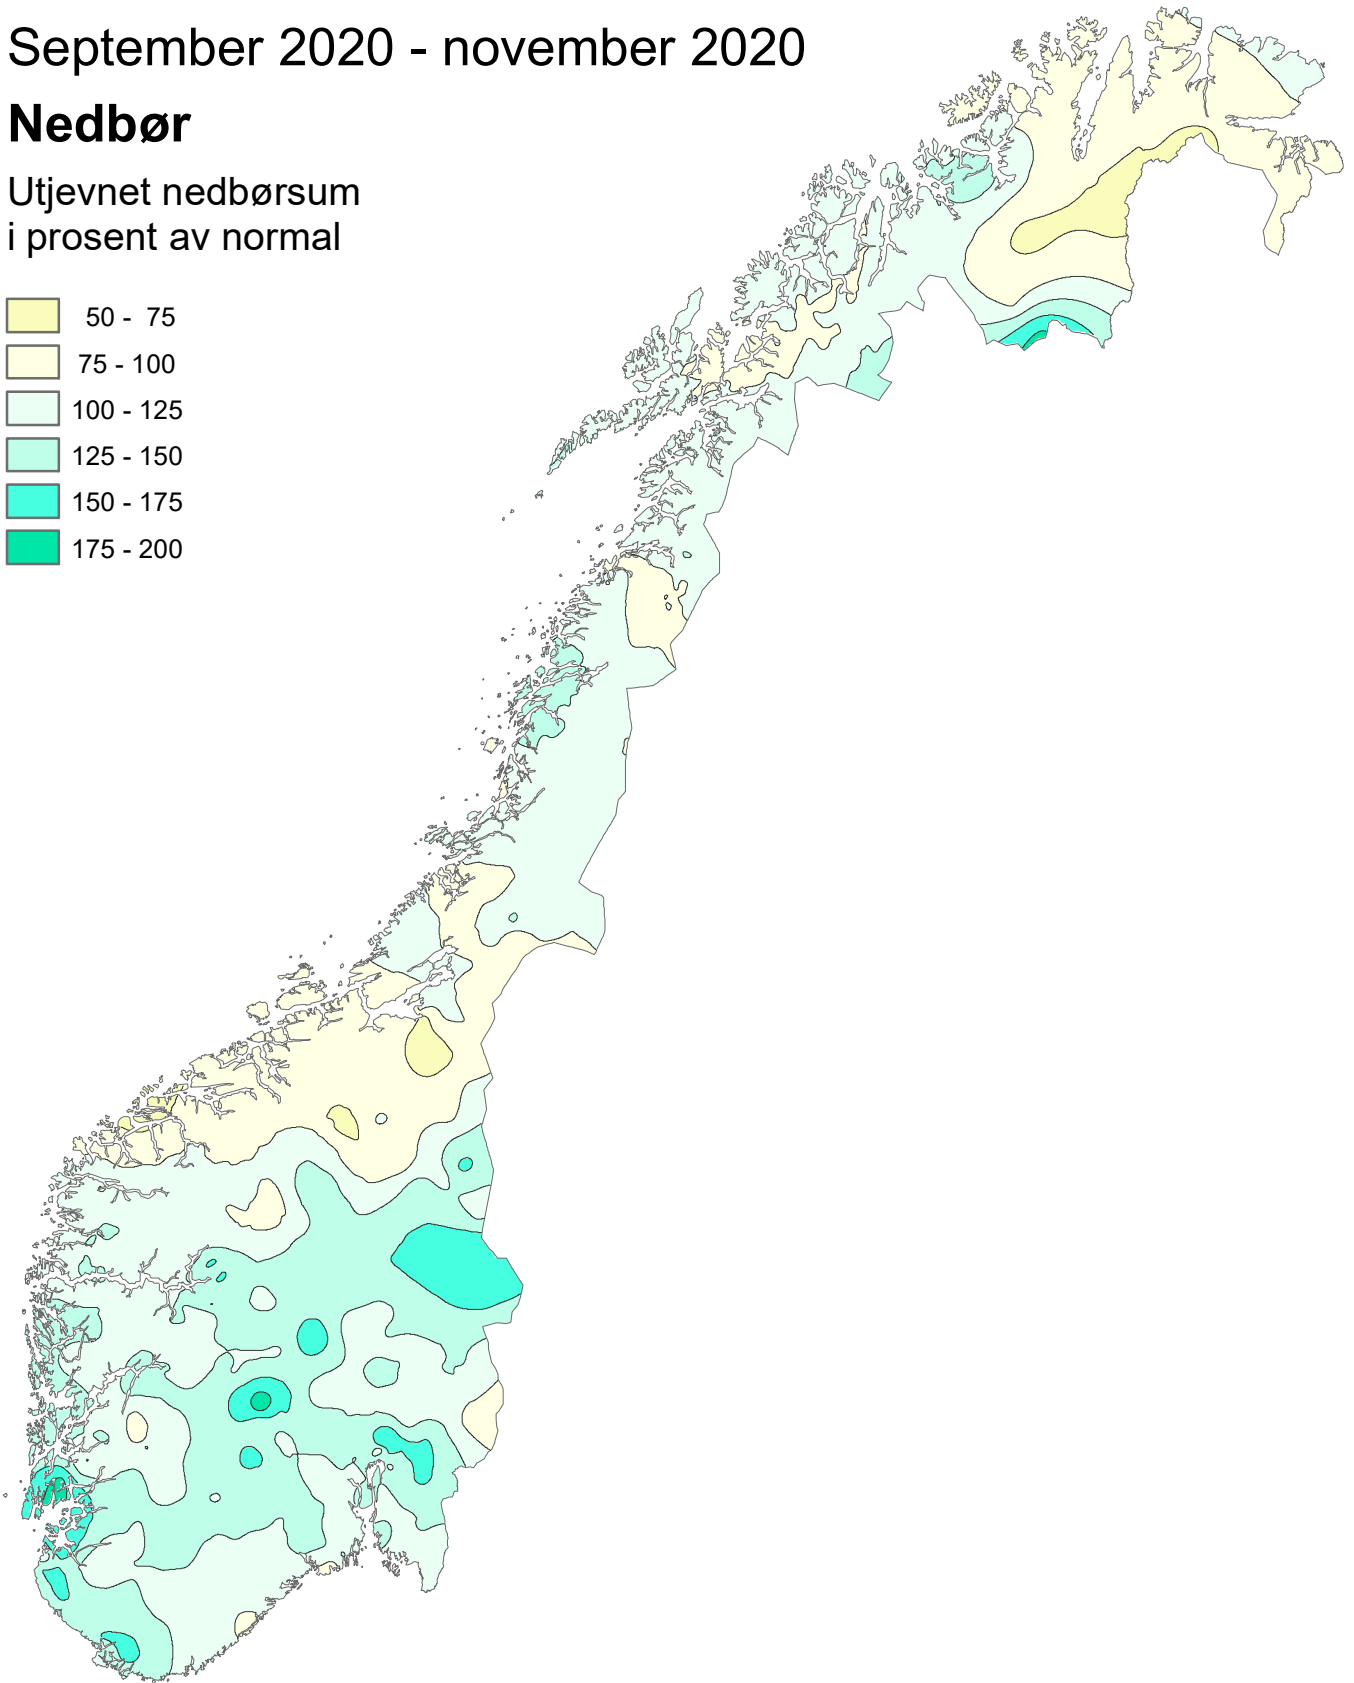 September 2020 - november 2020
Nedbør
Utjevnet nedbørsum
i prosent av normal
50 - 75
75 - 100
100 - 125
125 - 150
150 - 175
175 - 200